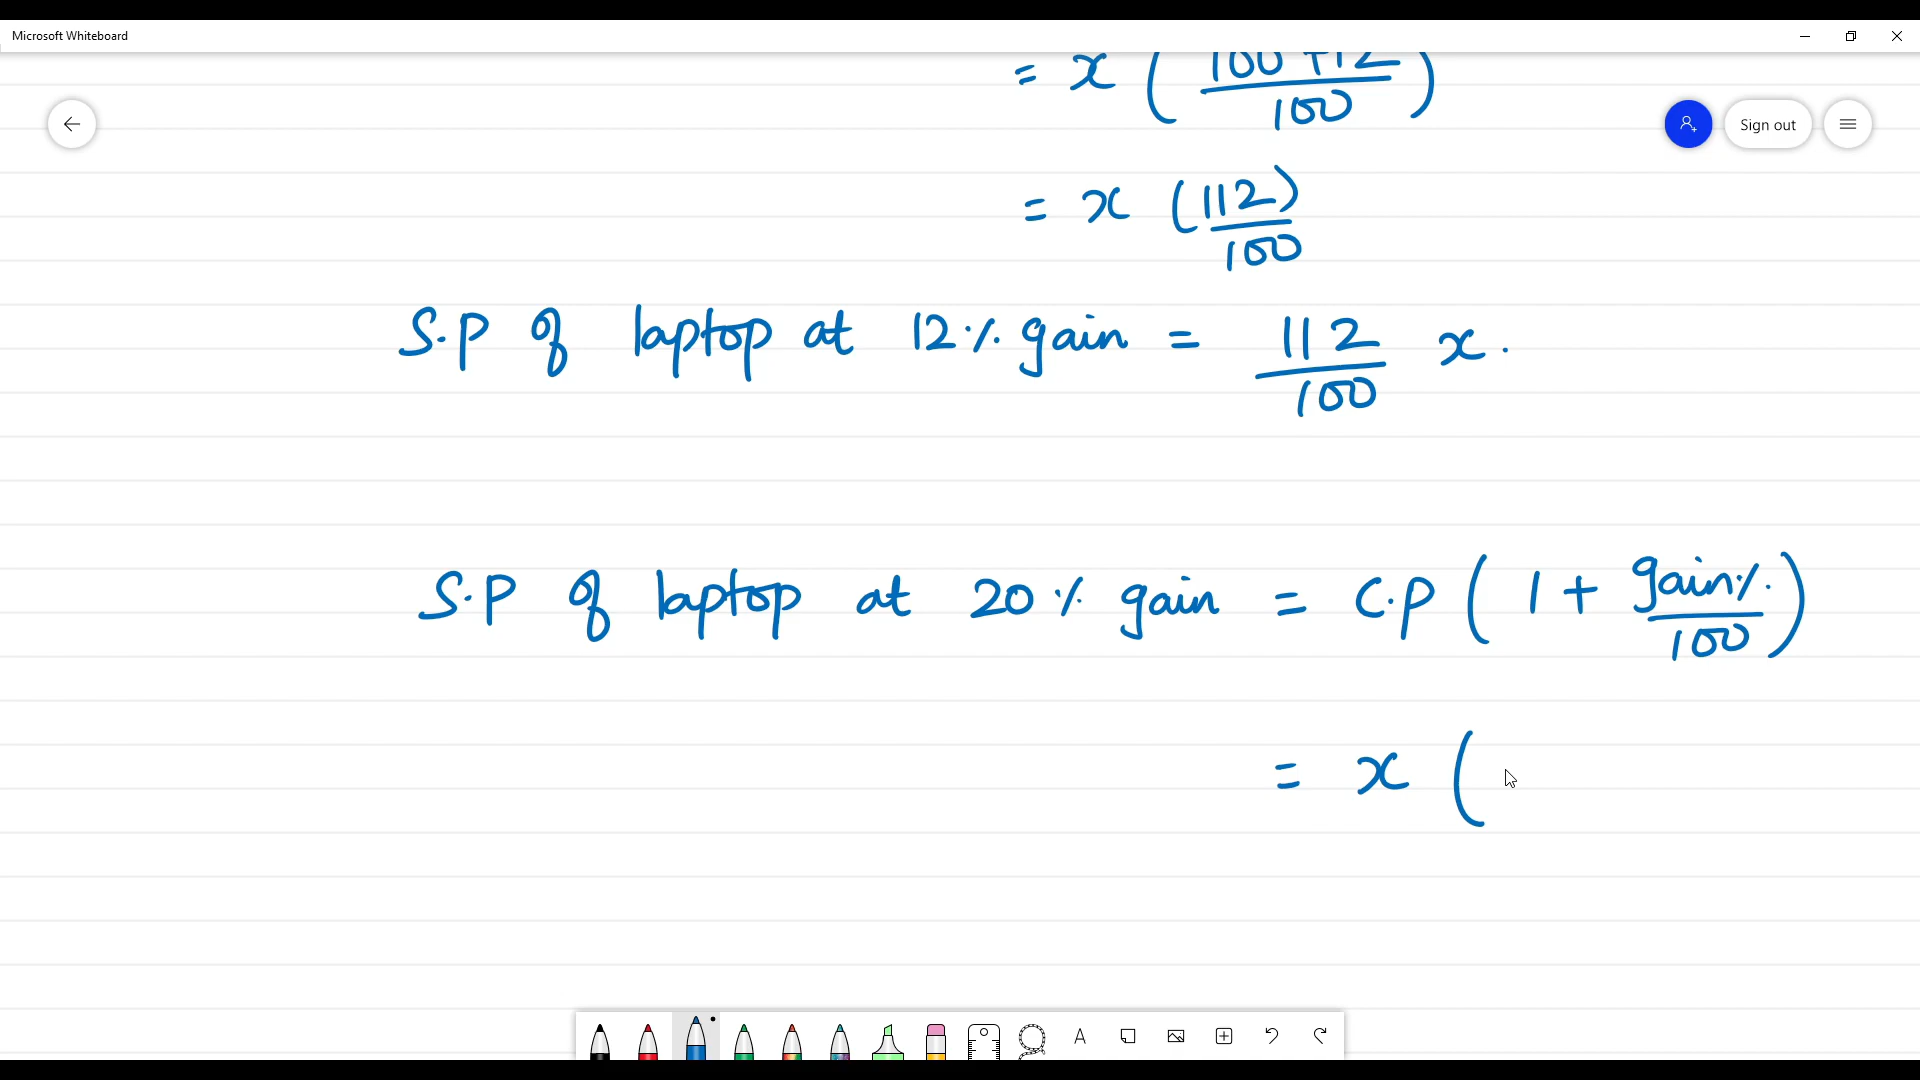 Microsoft Whiteboard
= x ( 100 + 12 / 100 )
Sign out
= x ( 112 ) / 100
S.P of laptop at 12% gain = 112 / 100 x.
S.P of laptop at 20% gain = C.P ( 1 + gain% / 100 )
= x (
A